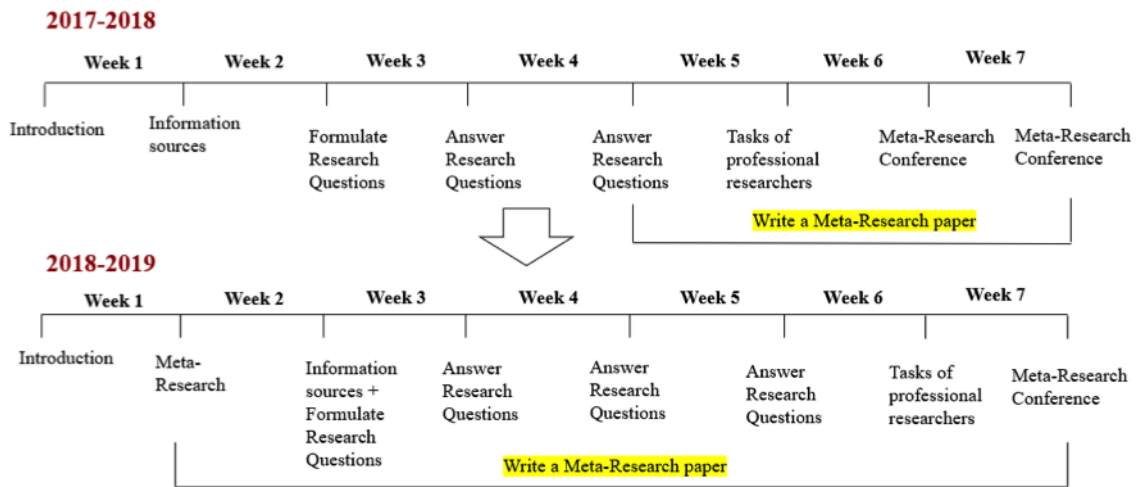 2017-2018
Week 1 Week 2 Week 3 Week 4 Week 5 Week 6 Week 7
Introduction
Information
sources
Formulate
Research
Questions
Answer
Research
Questions
Answer
Research
Questions
Tasks of
professional
researchers
Meta-Research
Conference
Meta-Research
Conference
Write a Meta-Research paper
2018-2019
Week 1 Week 2 Week 3 Week 4 Week 5 Week 6 Week 7
Introduction
Meta-
Research
Information
sources +
Formulate
Research
Questions
Answer
Research
Questions
Answer
Research
Questions
Answer
Research
Questions
Tasks of
professional
researchers
Meta-Research
Conference
Write a Meta-Research paper